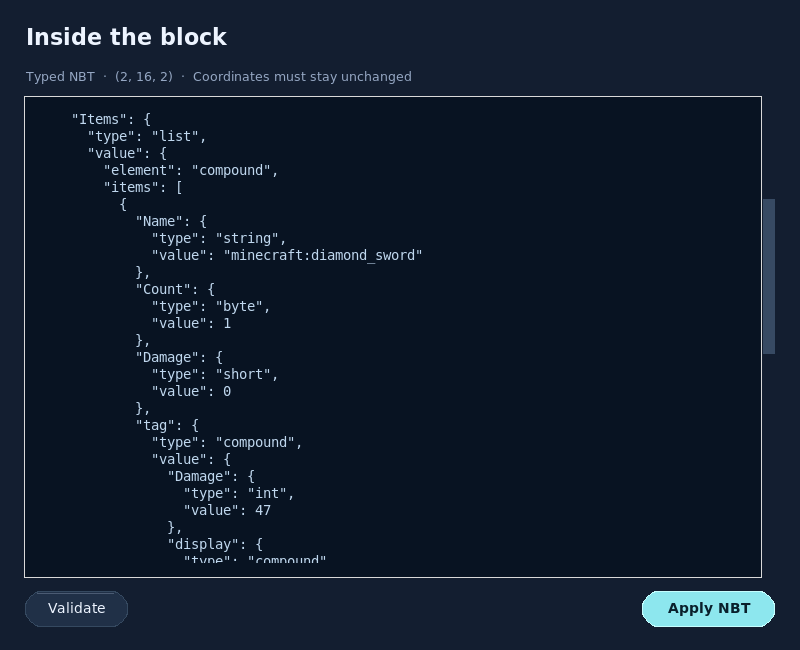 Inside the block
Typed NBT · (2, 16, 2) · Coordinates must stay unchanged
"Items": {
"type": "list",
"value": {
"element": "compound",
"items": [
{
"Name": {
"type": "string",
"value": "minecraft:diamond_sword"
},
"Count": {
"type": "byte",
"value": 1
},
"Damage": {
"type": "short",
"value": 0
},
"tag": {
"type": "compound",
"value": {
"Damage": {
"type": "int",
"value": 47
},
"display": {
"type": "compound"
Validate
Apply NBT